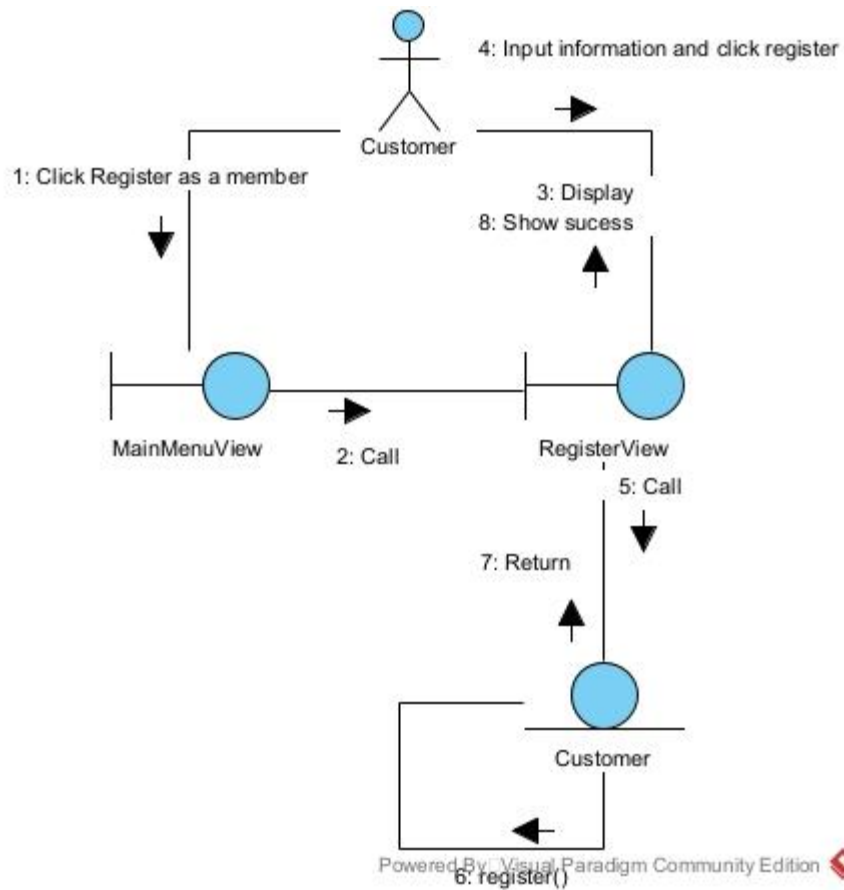 4: Input information and click register
Customer
1: Click Register as a member
3: Display
8: Show sucess
MainMenuView
RegisterView
2: Call
5: Call
7: Return
Customer
Powered By Visual Paradigm Community Edition
6: register()